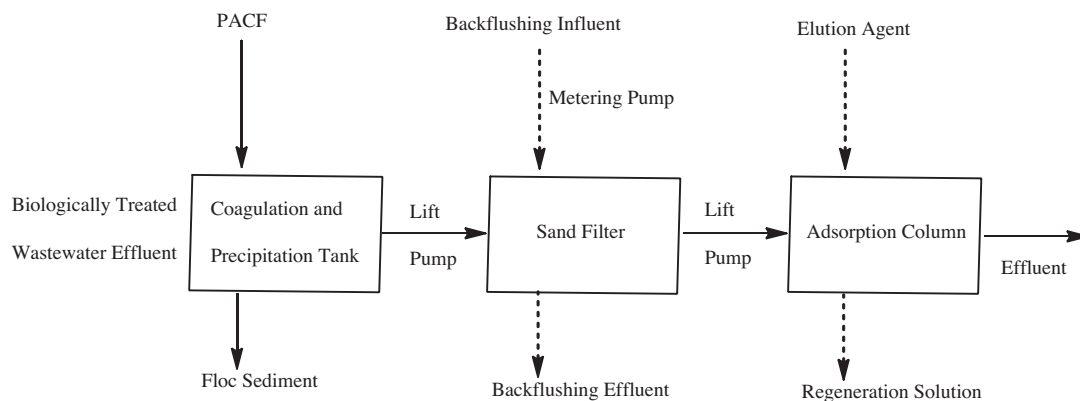 PACF
Backflushing Influent
Elution Agent
Metering Pump
Biologically Treated
Wastewater Effluent
Coagulation and
Precipitation Tank
Lift
Pump
Sand Filter
Lift
Pump
Adsorption Column
Effluent
Floc Sediment
Backflushing Effluent
Regeneration Solution